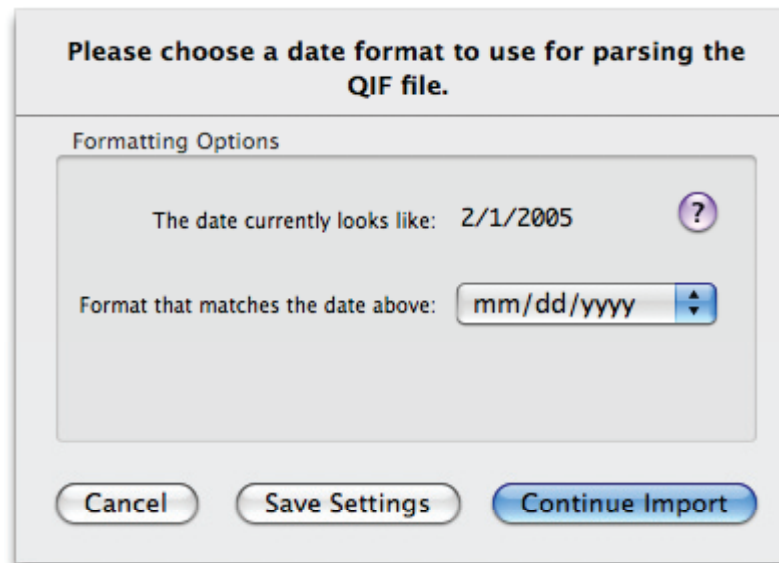 Please choose a date format to use for parsing the
QIF file.
Formatting Options
The date currently looks like: 2/1/2005 ?
Format that matches the date above: mm/dd/yyyy
Cancel Save Settings Continue Import